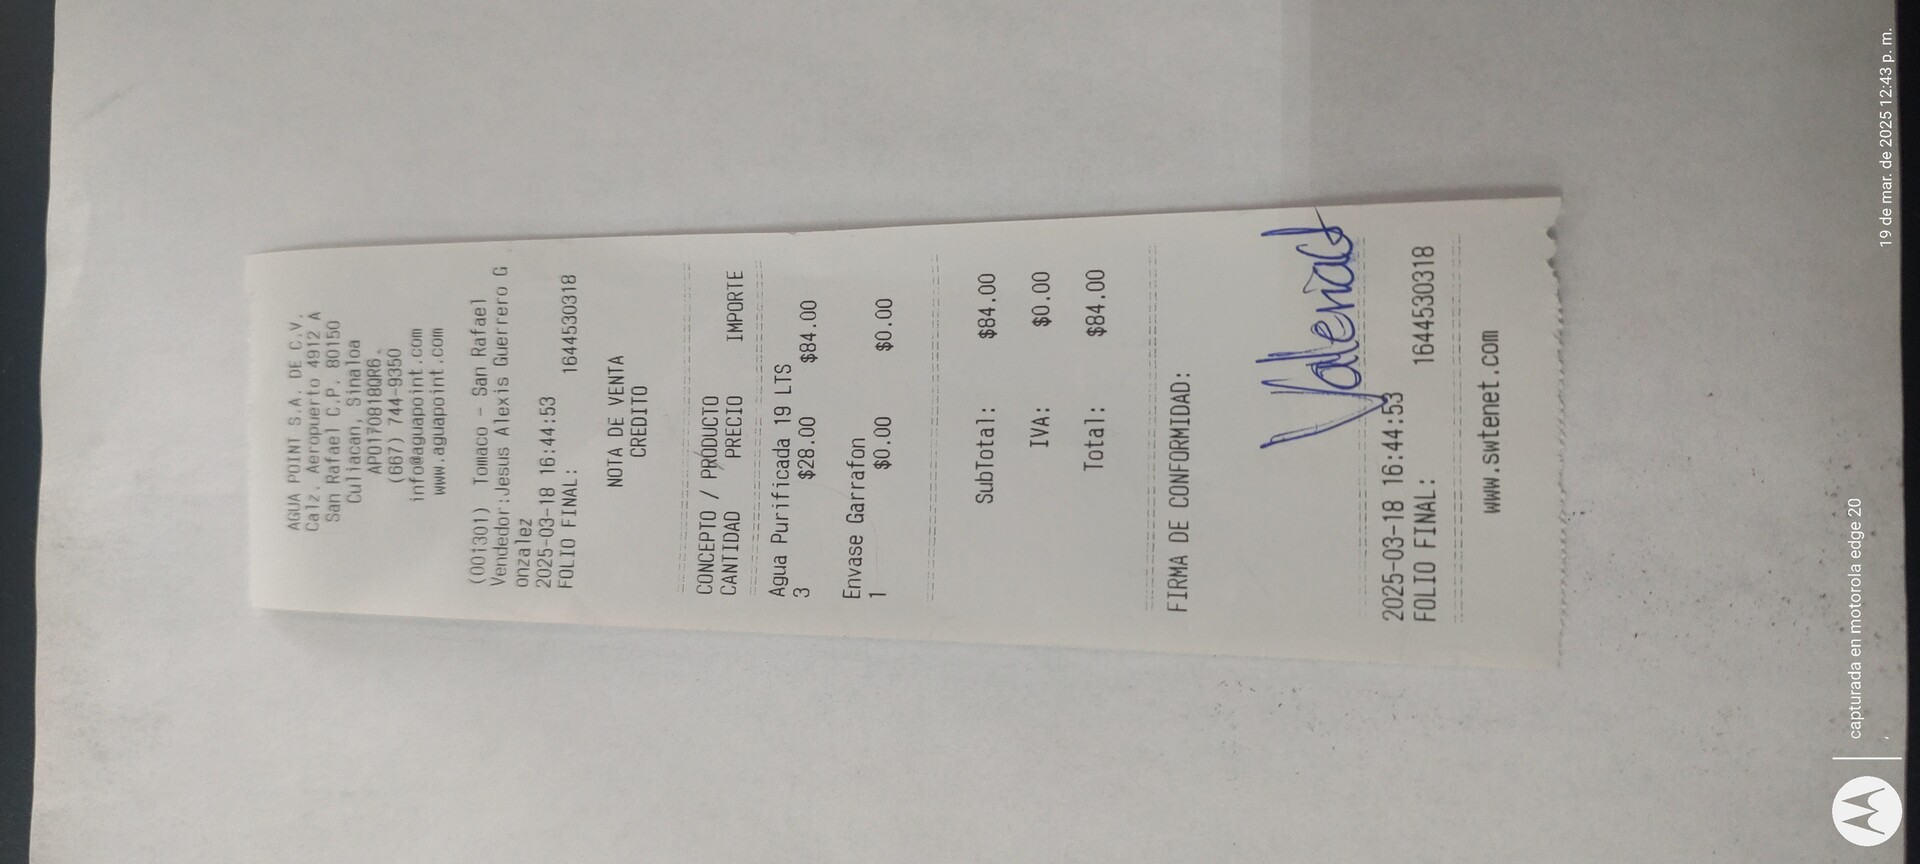 AGUA POINT S.A. DE C.V.
Calz. Aeropuerto 4912 A
San Rafael C.P. 80150
Culiacan, Sinaloa
APO170818QR6.
(667) 744-9350
info@aguapoint.com
www.aguapoint.com
(001301) Tomaco - San Rafael
Vendedor:Jesus Alexis Guerrero G
onzalez
2025-03-18 16:44:53
FOLIO FINAL: 1644530318
NOTA DE VENTA
CREDITO
CONCEPTO / PRODUCTO
CANTIDAD PRECIO IMPORTE
Agua Purificada 19 LTS
3 $28.00 $84.00
Envase Garrafon
1 $0.00 $0.00
SubTotal: $84.00
IVA: $0.00
Total: $84.00
FIRMA DE CONFORMIDAD:
2025-03-18 16:44:53
FOLIO FINAL: 1644530318
www.swtenet.com
capturada en motorola edge 20
19 de mar. de 2025 12:43 p. m.